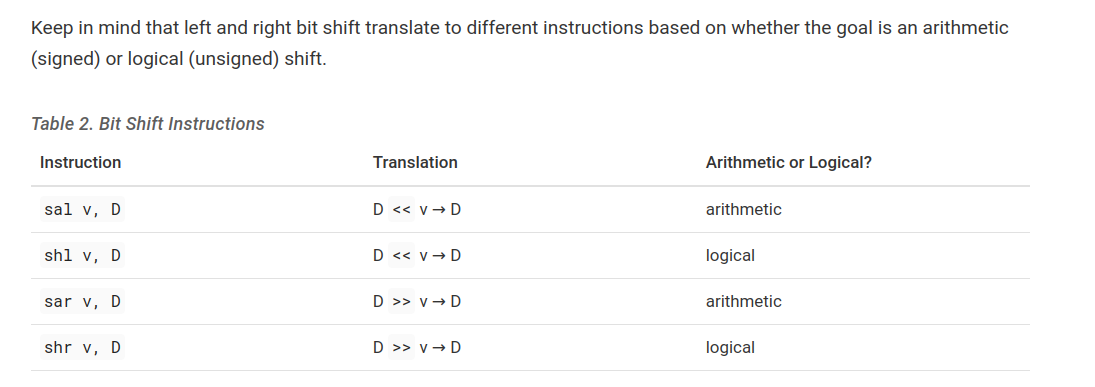 Keep in mind that left and right bit shift translate to different instructions based on whether the goal is an arithmetic
(signed) or logical (unsigned) shift.
Table 2. Bit Shift Instructions
Instruction Translation Arithmetic or Logical?
sal v, D D << v → D arithmetic
shl v, D D << v → D logical
sar v, D D >> v → D arithmetic
shr v, D D >> v → D logical